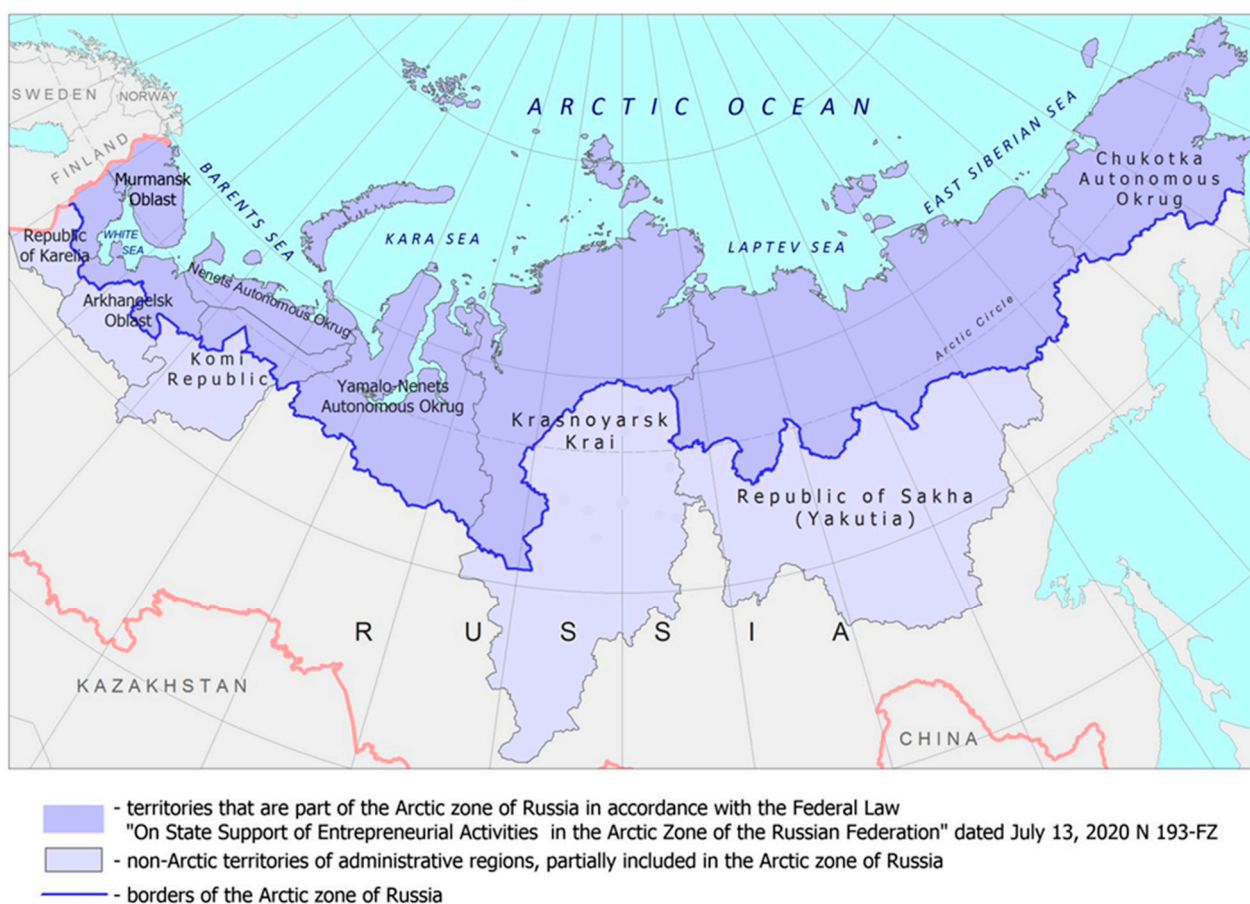 ARCTIC OCEAN
SWEDEN
NORWAY
FINLAND
BARENTS SEA
EAST SIBERIAN SEA
Chukotka
Autonomous
Okrug
Murmansk
Oblast
WHITE
SEA
KARA SEA
LAPTEV SEA
Republic
of Karelia
Nenets Autonomous Okrug
Arkhangelsk
Oblast
Arctic Circle
Komi
Republic
Yamalo-Nenets
Autonomous Okrug
Krasnoyarsk
Krai
Republic of Sakha
(Yakutia)
RUSSIA
KAZAKHSTAN
CHINA
- territories that are part of the Arctic zone of Russia in accordance with the Federal Law
"On State Support of Entrepreneurial Activities in the Arctic Zone of the Russian Federation" dated July 13, 2020 N 193-FZ
- non-Arctic territories of administrative regions, partially included in the Arctic zone of Russia
- borders of the Arctic zone of Russia